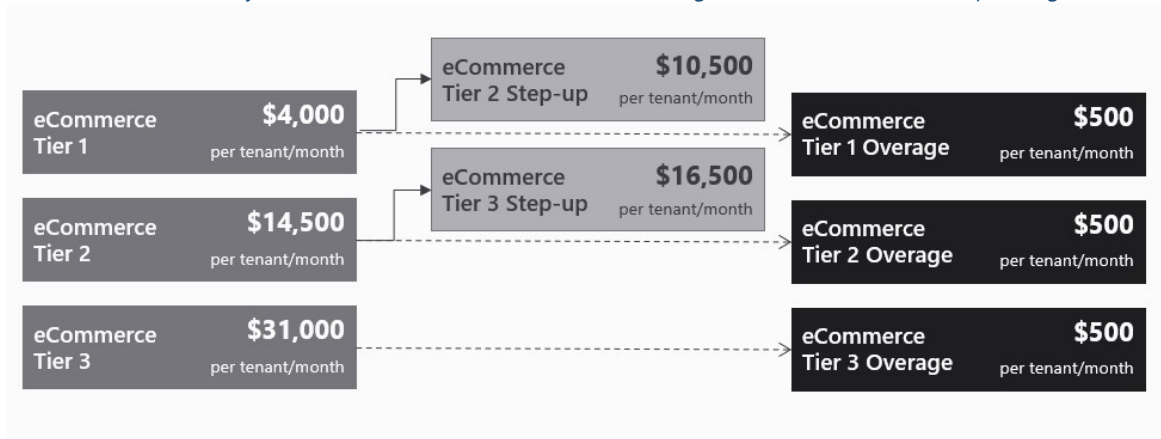 eCommerce
Tier 2 Step-up
$10,500
per tenant/month
eCommerce
Tier 1
$4,000
per tenant/month
eCommerce
Tier 1 Overage
$500
per tenant/month
eCommerce
Tier 3 Step-up
$16,500
per tenant/month
eCommerce
Tier 2
$14,500
per tenant/month
eCommerce
Tier 2 Overage
$500
per tenant/month
eCommerce
Tier 3
$31,000
per tenant/month
eCommerce
Tier 3 Overage
$500
per tenant/month